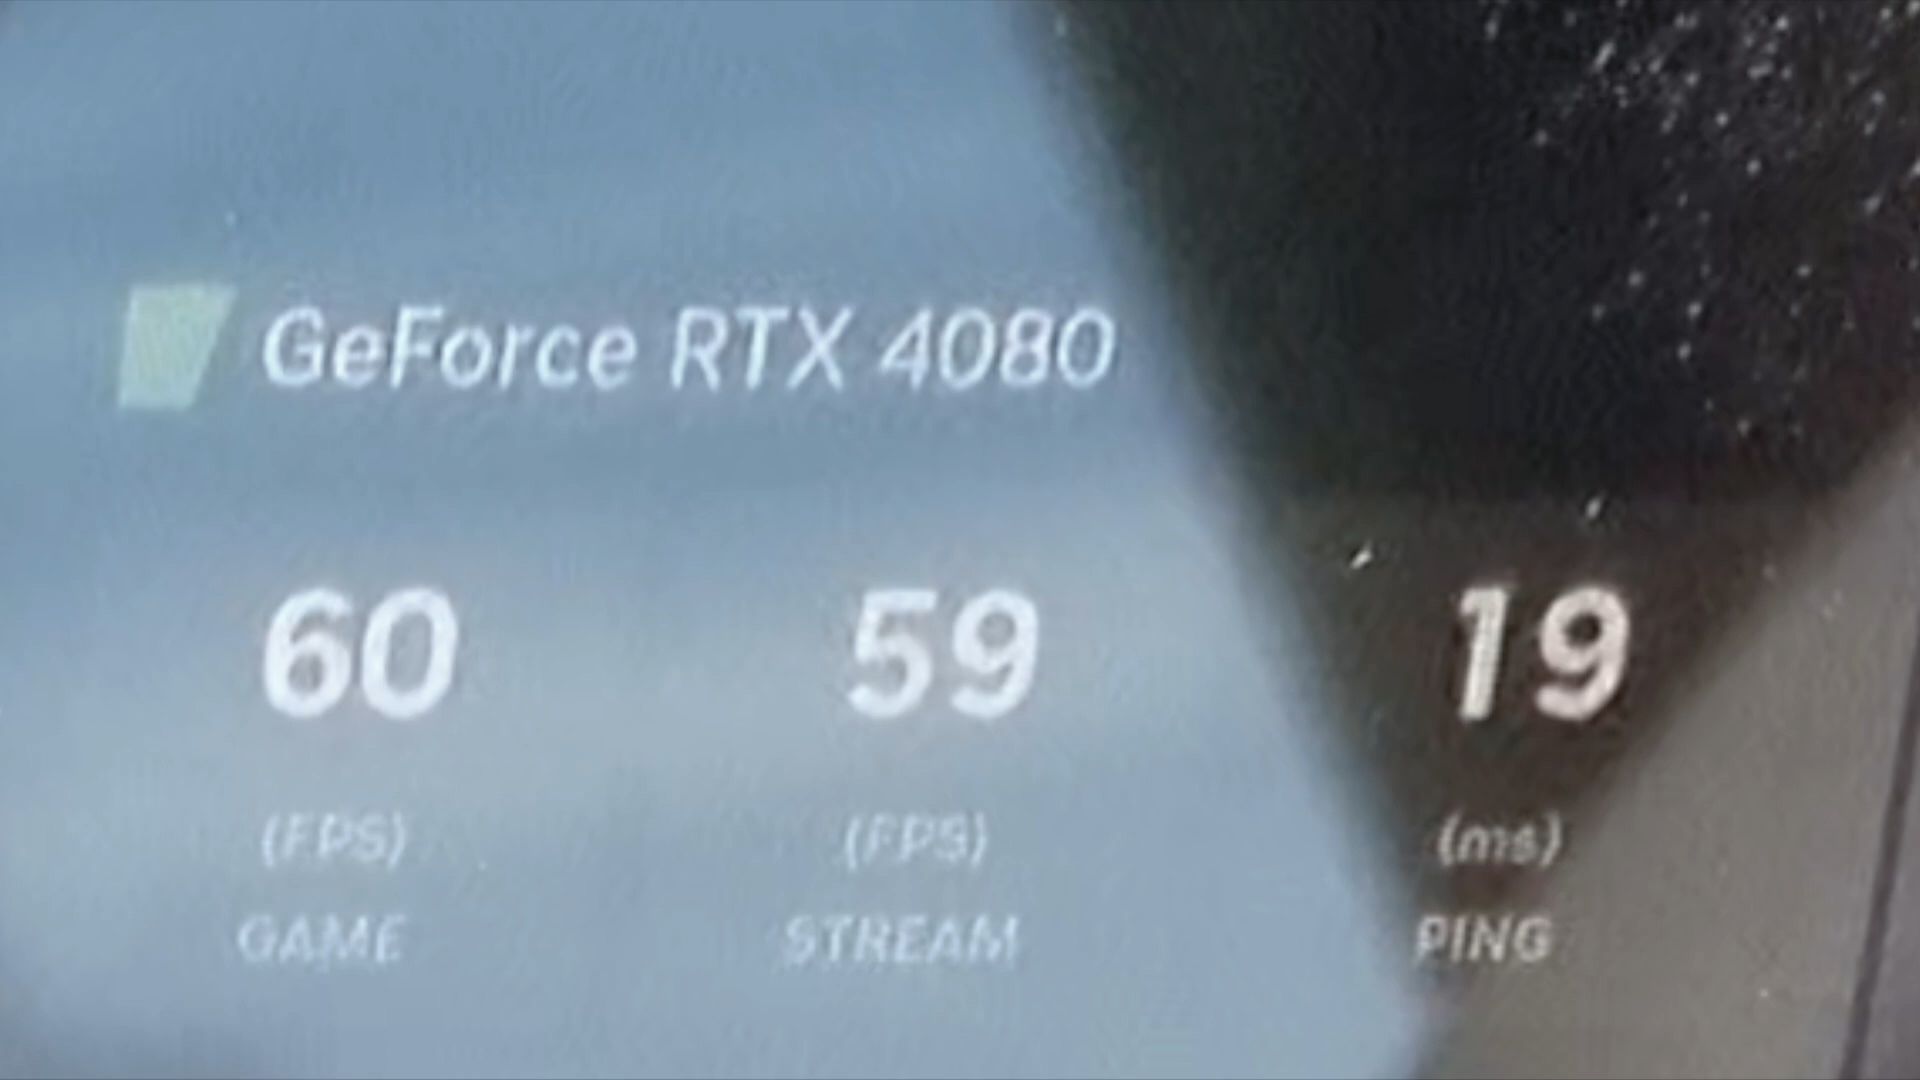 GeForce RTX 4080
60 59 19
(FPS) (FPS) (ms)
GAME STREAM PING